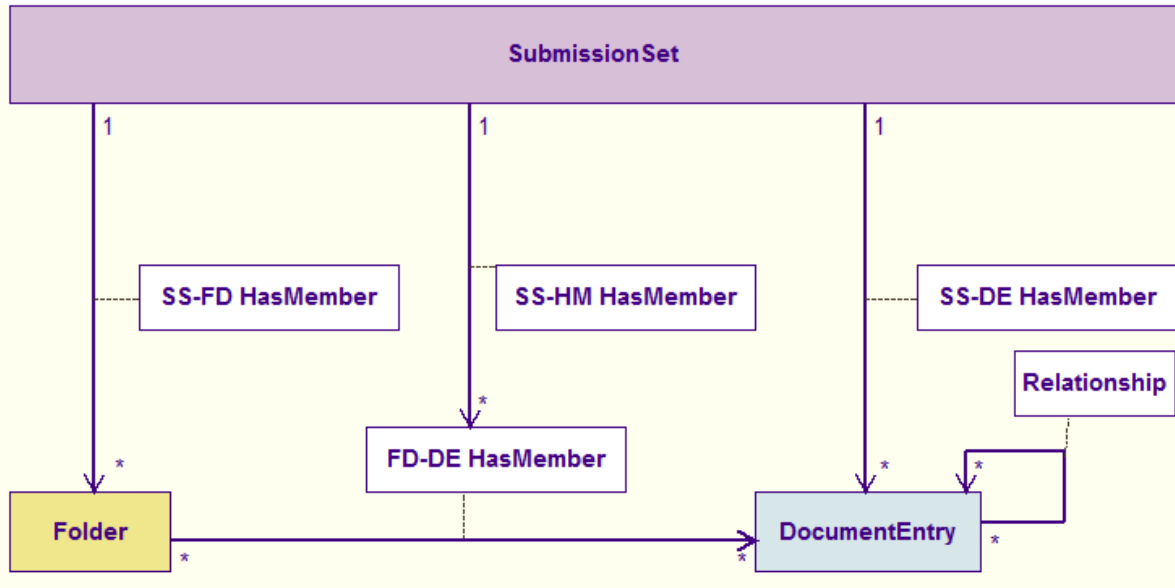 SubmissionSet
1
1
1
SS-FD HasMember
SS-HM HasMember
SS-DE HasMember
Relationship
*
FD-DE HasMember
*
*
*
Folder
DocumentEntry
*
*
*